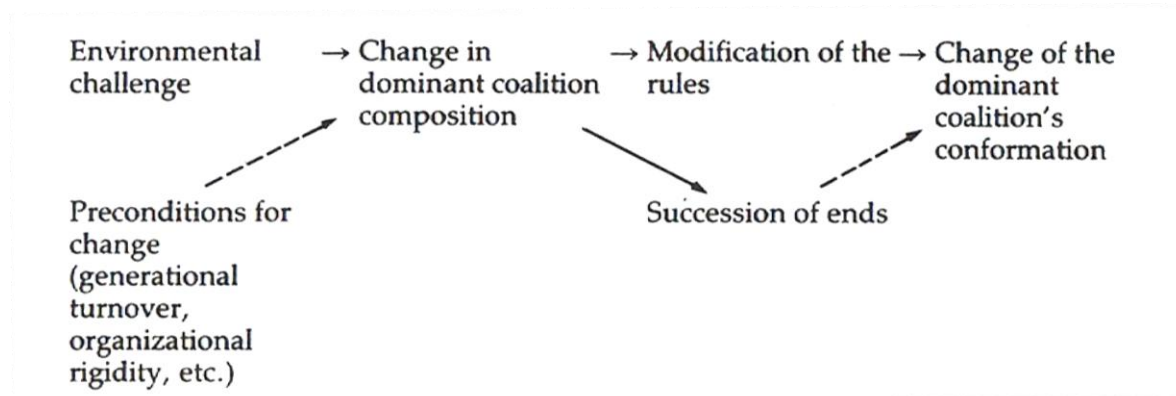 Environmental
challenge
→ Change in
dominant coalition
composition
→ Modification of the
rules
→ Change of the
dominant
coalition's
conformation
Preconditions for
change
(generational
turnover,
organizational
rigidity, etc.)
Succession of ends